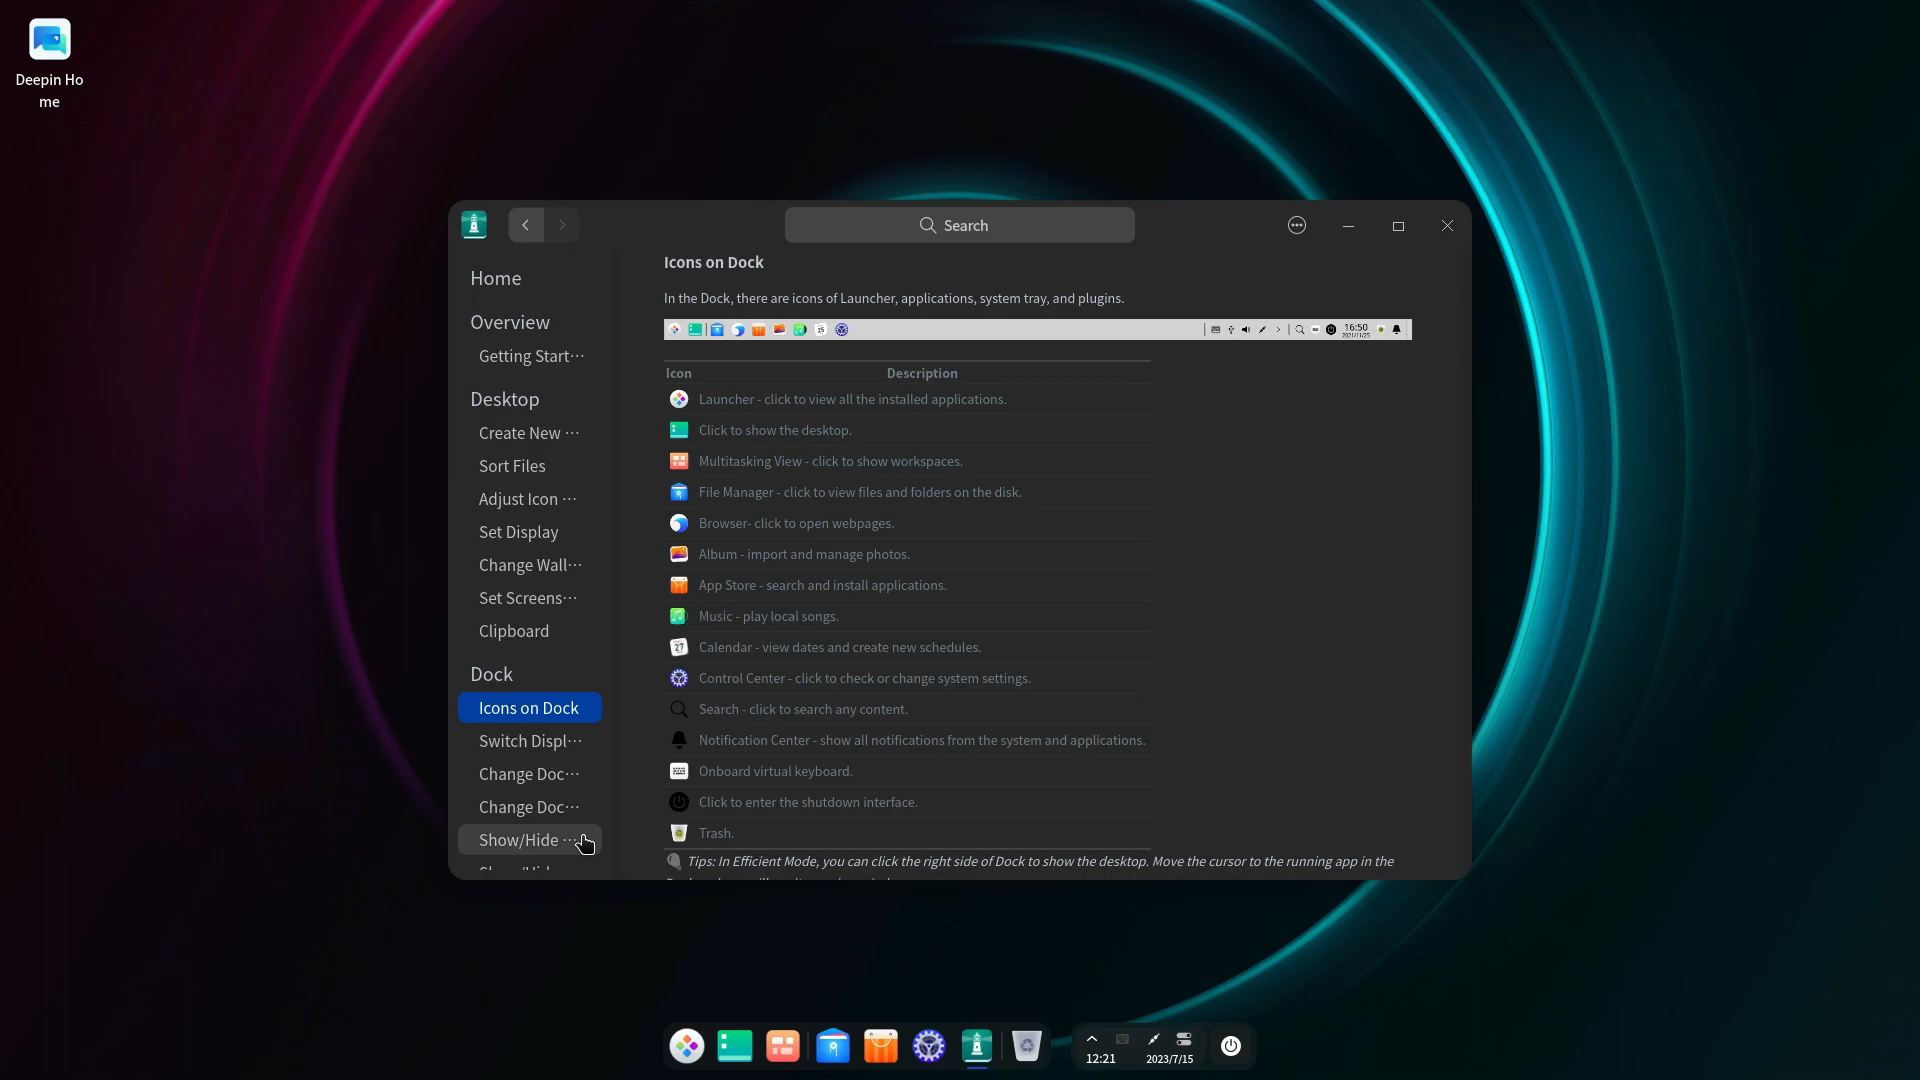 Deepin Ho
me
Search
Home
Overview
Getting Start···
Desktop
Create New ···
Sort Files
Adjust Icon ···
Set Display
Change Wall···
Set Screens···
Clipboard
Dock
Icons on Dock
Switch Displ···
Change Doc···
Change Doc···
Show/Hide ···
Icons on Dock
In the Dock, there are icons of Launcher, applications, system tray, and plugins.
16:50
2021/11/25
Icon Description
Launcher - click to view all the installed applications.
Click to show the desktop.
Multitasking View - click to show workspaces.
File Manager - click to view files and folders on the disk.
Browser- click to open webpages.
Album - import and manage photos.
App Store - search and install applications.
Music - play local songs.
27 Calendar - view dates and create new schedules.
Control Center - click to check or change system settings.
Search - click to search any content.
Notification Center - show all notifications from the system and applications.
Onboard virtual keyboard.
Click to enter the shutdown interface.
Trash.
Tips: In Efficient Mode, you can click the right side of Dock to show the desktop. Move the cursor to the running app in the
12:21
2023/7/15